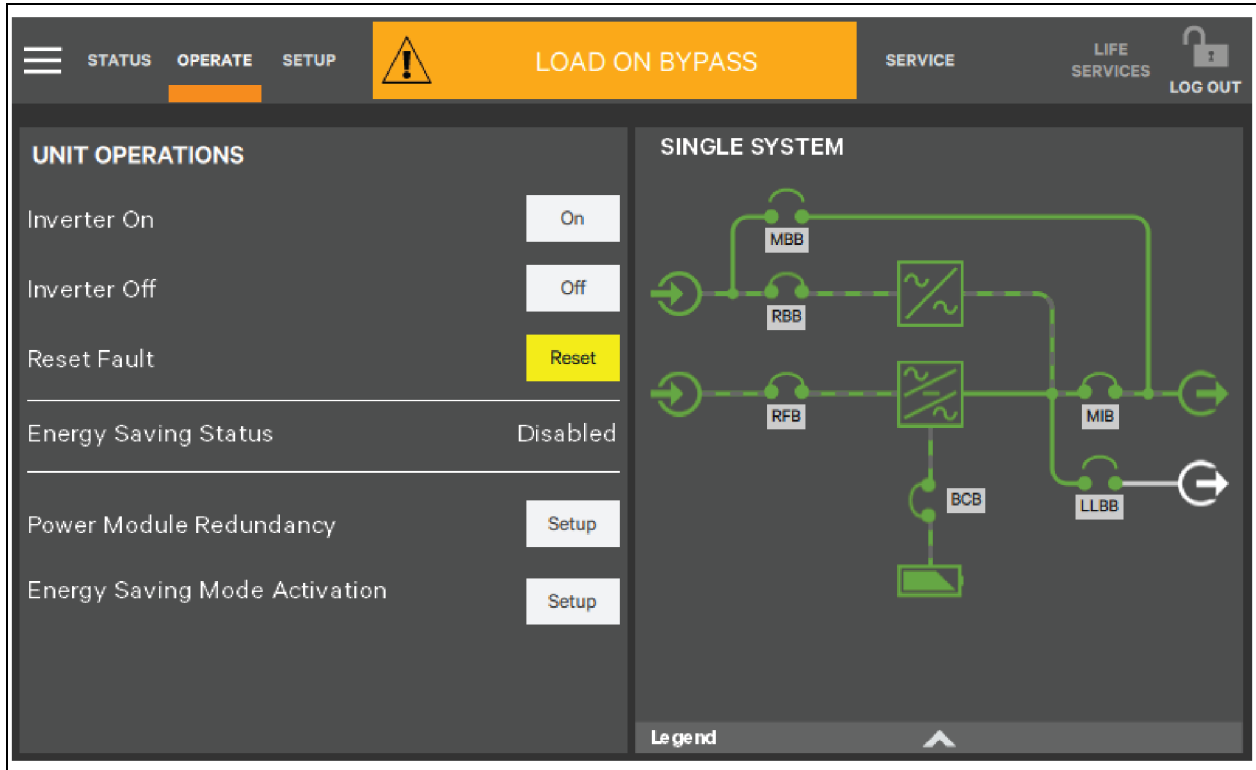 STATUS OPERATE SETUP
LOAD ON BYPASS
SERVICE
LIFE
SERVICES
LOG OUT
UNIT OPERATIONS
Inverter On
On
Inverter Off
Off
Reset Fault
Reset
Energy Saving Status
Disabled
Power Module Redundancy
Setup
Energy Saving Mode Activation
Setup
SINGLE SYSTEM
MBB
RBB
RFB
MIB
BCB
LLBB
Legend